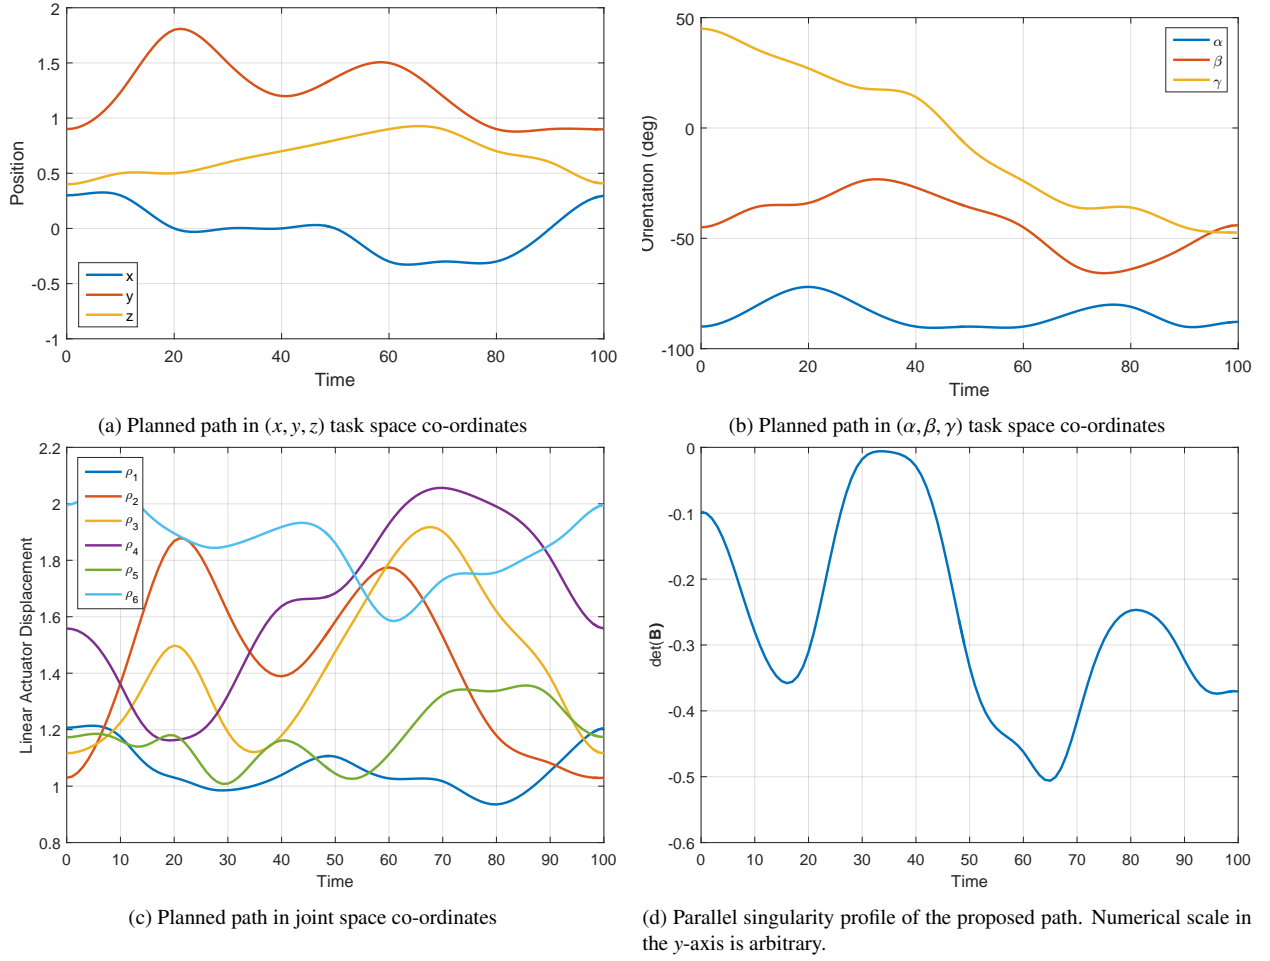 2
1.5
1
0.5
0
-0.5
-1
Position
x
y
z
0 20 40 60 80 100
Time
(a) Planned path in (x, y, z) task space co-ordinates
50
0
-50
-100
Orientation (deg)
α
β
γ
0 20 40 60 80 100
Time
(b) Planned path in (α, β, γ) task space co-ordinates
2.2
2
1.8
1.6
1.4
1.2
1
0.8
Linear Actuator Displacement
ρ1
ρ2
ρ3
ρ4
ρ5
ρ6
0 10 20 30 40 50 60 70 80 90 100
Time
(c) Planned path in joint space co-ordinates
0
-0.1
-0.2
-0.3
-0.4
-0.5
-0.6
det(B)
0 10 20 30 40 50 60 70 80 90 100
Time
(d) Parallel singularity profile of the proposed path. Numerical scale in
the y-axis is arbitrary.